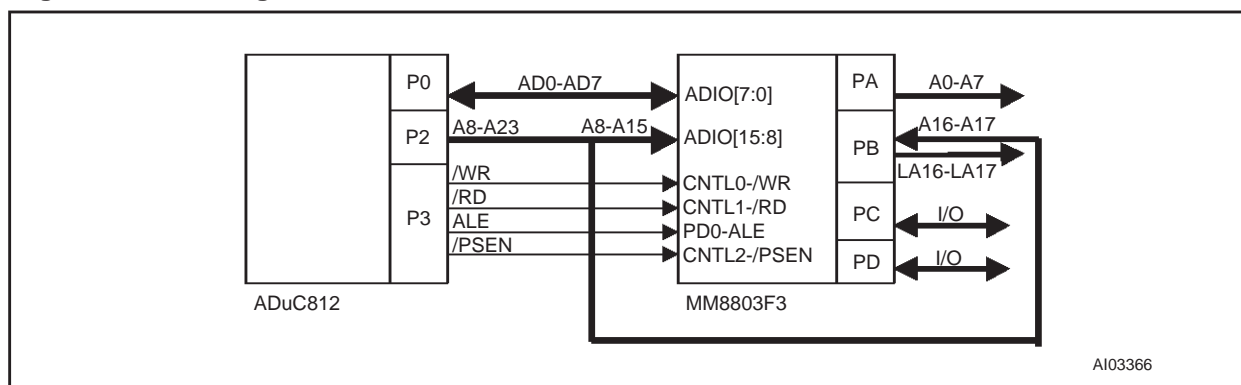 P0
AD0-AD7
ADIO[7:0]
PA
A0-A7
P2
A8-A23
A8-A15
ADIO[15:8]
PB
A16-A17
LA16-LA17
P3
/WR
CNTL0-/WR
/RD
CNTL1-/RD
ALE
PD0-ALE
/PSEN
CNTL2-/PSEN
PC
I/O
PD
I/O
ADuC812
MM8803F3
AI03366